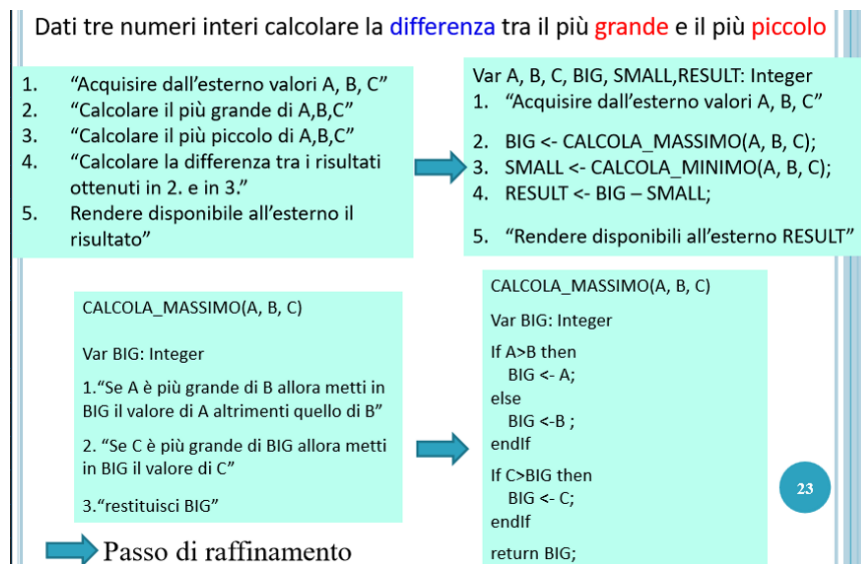 Dati tre numeri interi calcolare la differenza tra il più grande e il più piccolo
1. “Acquisire dall’esterno valori A, B, C”
2. “Calcolare il più grande di A,B,C”
3. “Calcolare il più piccolo di A,B,C”
4. “Calcolare la differenza tra i risultati
ottenuti in 2. e in 3.”
5. Rendere disponibile all’esterno il
risultato”
Var A, B, C, BIG, SMALL,RESULT: Integer
1. “Acquisire dall’esterno valori A, B, C”
2. BIG <- CALCOLA_MASSIMO(A, B, C);
3. SMALL <- CALCOLA_MINIMO(A, B, C);
4. RESULT <- BIG – SMALL;
5. “Rendere disponibili all’esterno RESULT”
CALCOLA_MASSIMO(A, B, C)
Var BIG: Integer
1.“Se A è più grande di B allora metti in
BIG il valore di A altrimenti quello di B”
2. “Se C è più grande di BIG allora metti
in BIG il valore di C”
3.“restituisci BIG”
CALCOLA_MASSIMO(A, B, C)
Var BIG: Integer
If A>B then
BIG <- A;
else
BIG <-B ;
endIf
If C>BIG then
BIG <- C;
endif
return BIG;
23
Passo di raffinamento